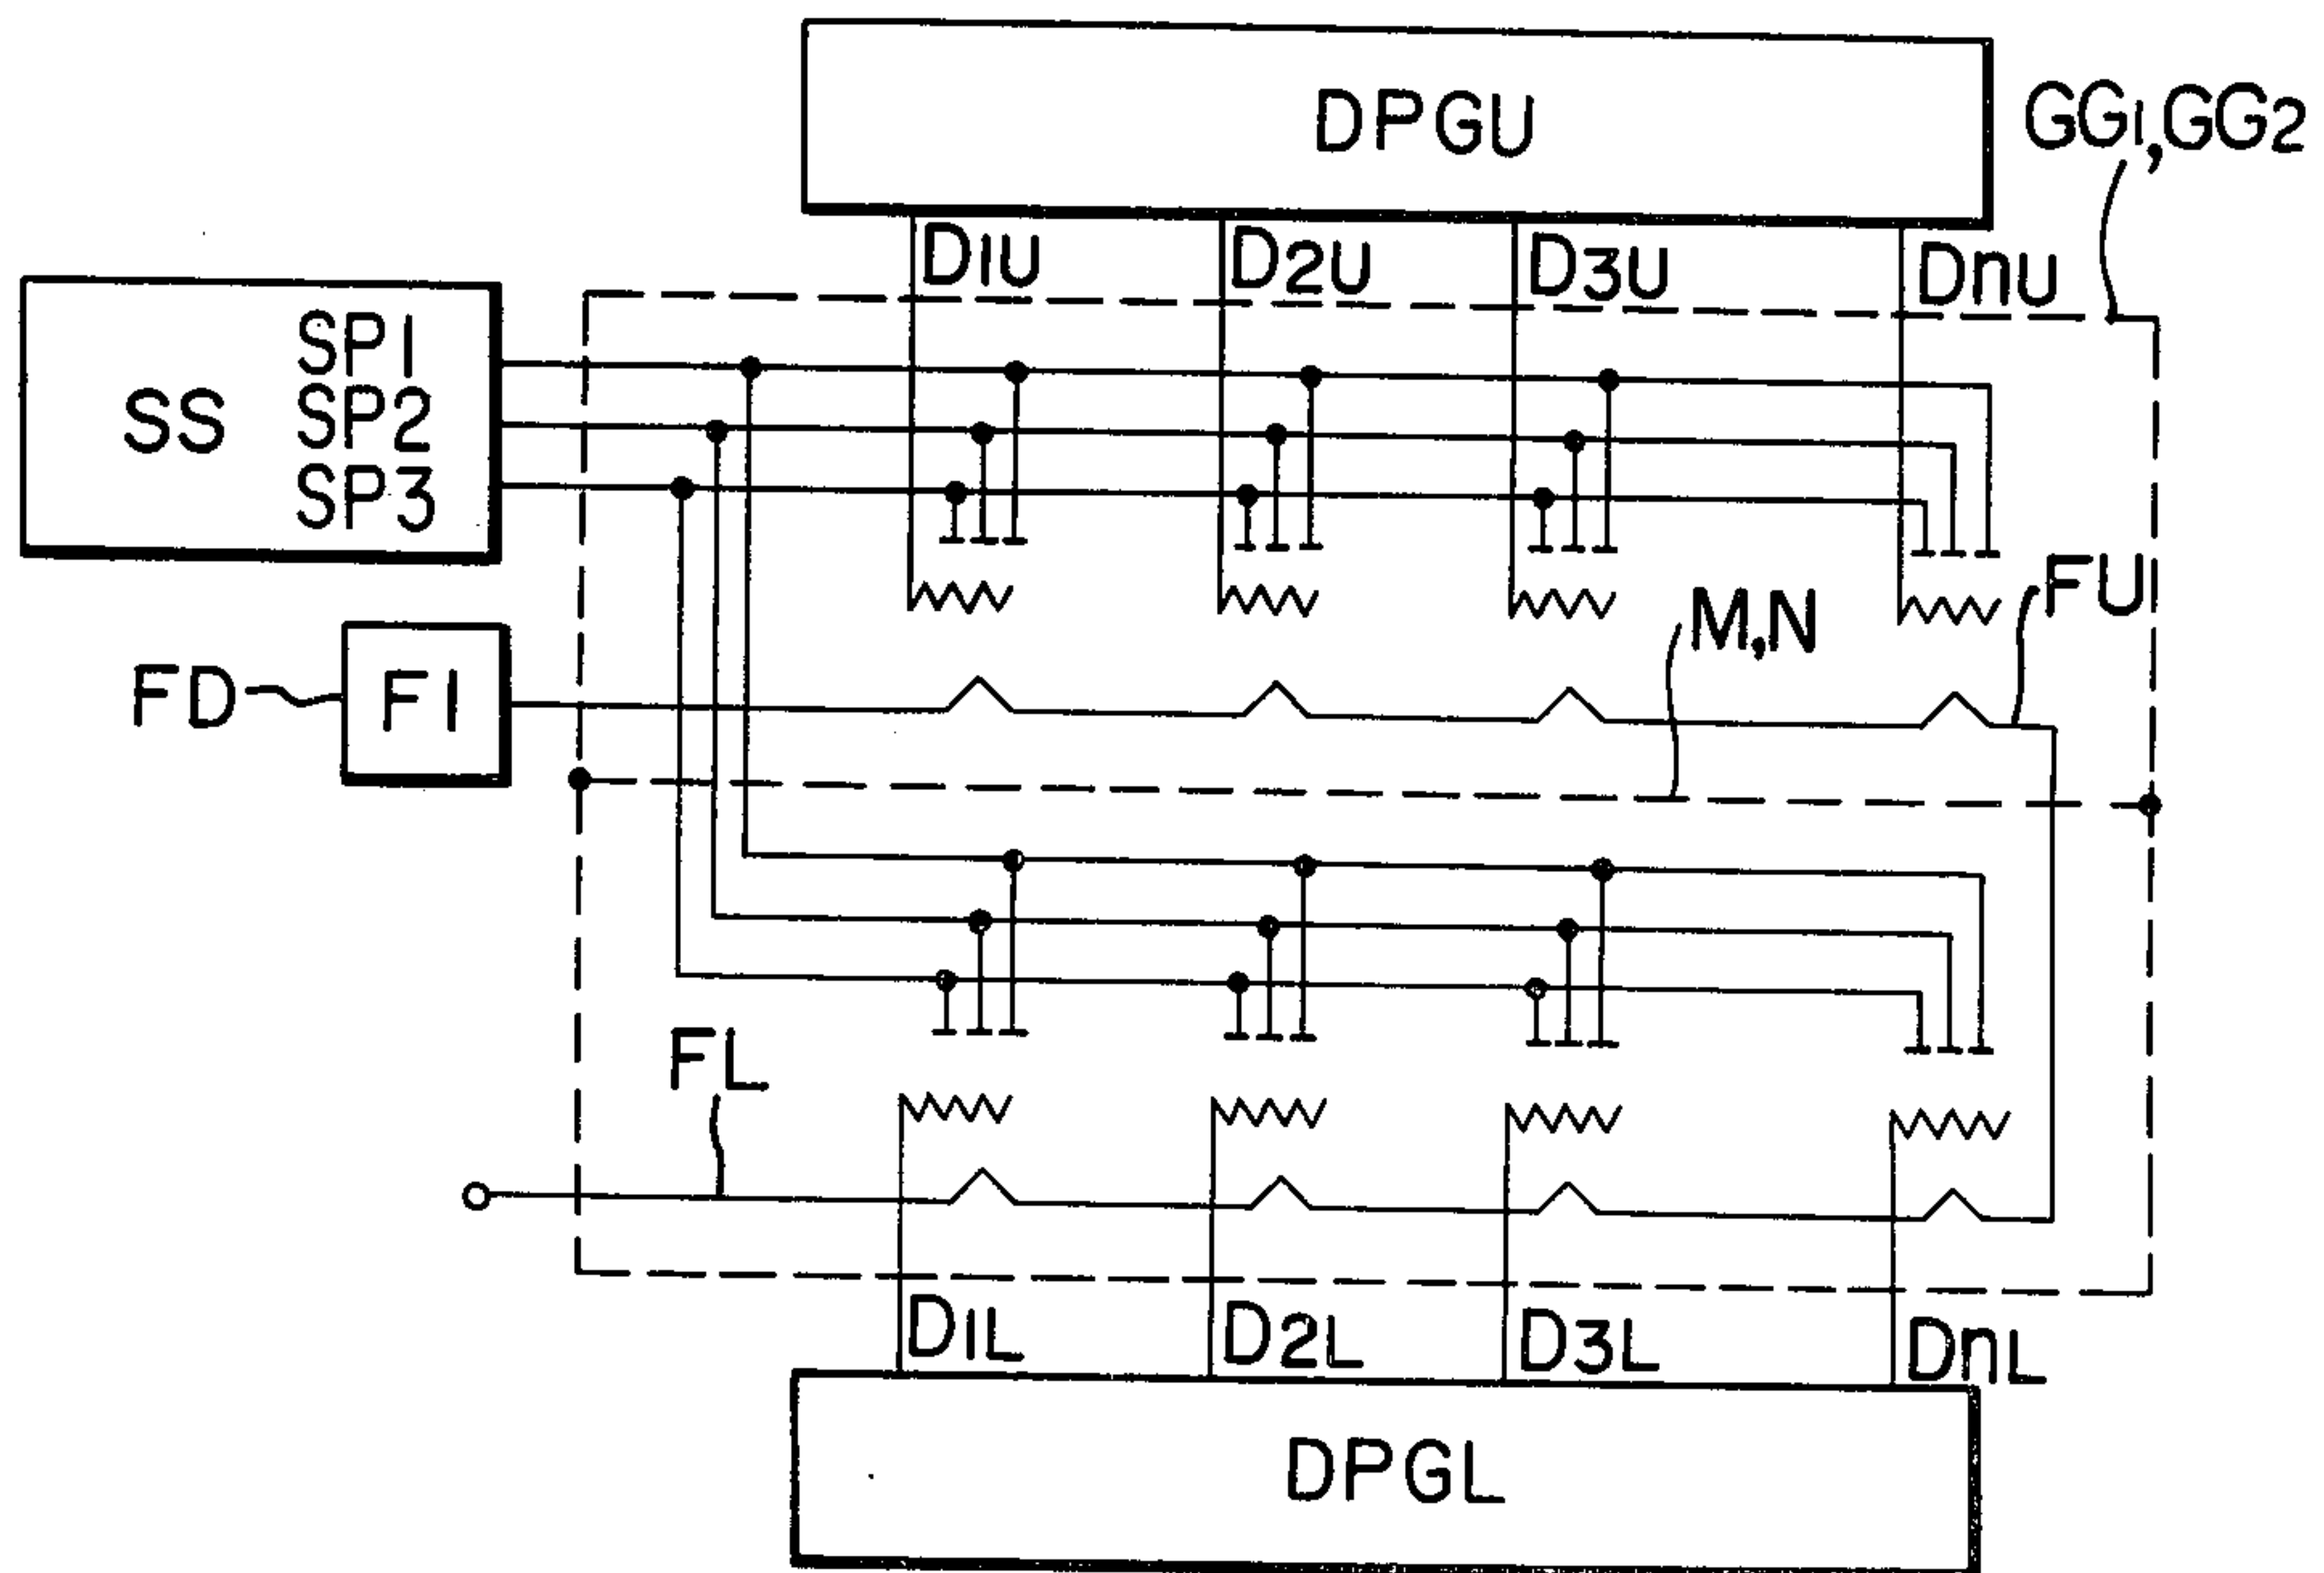 DPGU
GG1,GG2
D1U
D2U
D3U
DnU
SS
SP1
SP2
SP3
M,N
FU
FD
F1
FL
D1L
D2L
D3L
DnL
DPGL